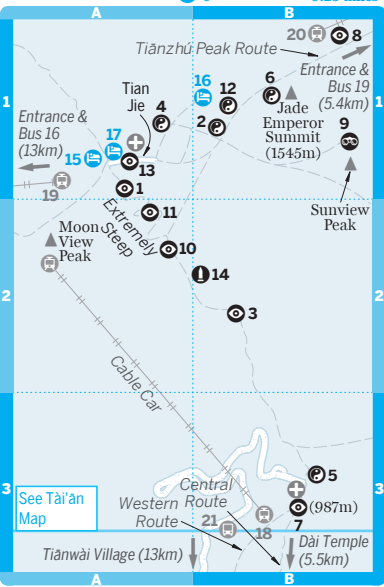 A
B
20
8
Tiānzhú Peak Route
Entrance &
Bus 19
(5.4km)
16
12
6
4
Tian
Jie
2
1
1
Jade
Emperor
Summit
(1545m)
9
Entrance &
Bus 16
(13km)
17
15
13
19
1
Sunview
Peak
11
Extremely
Steep
Moon
View
Peak
10
14
2
2
3
Cable Car
5
Central
Route
Western
Route
3
3
See Tài'ān
Map
(987m)
7
18
21
Tiānwài Village (13km)
Dài Temple
(5.5km)
A
B